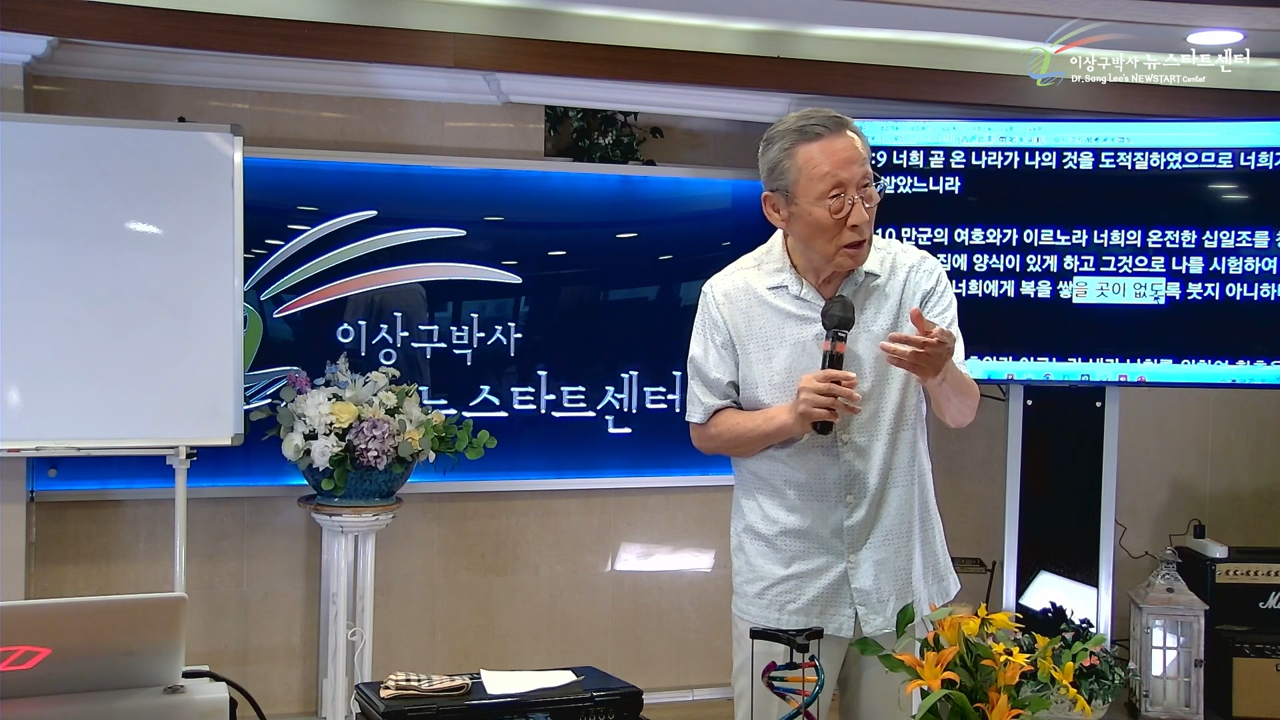 이상구박사 뉴스타트센터
Dr. Sang Lee's NEWSTART Center
:9 너희 곧 온 나라가 나의 것을 도적질하였으므로 너희가
받았느니라
10 만군의 여호와가 이르노라 너희의 온전한 십일조를
집에 양식이 있게 하고 그것으로 나를 시험하여
너희에게 복을 쌓을 곳이 없도록 붓지 아니하나
이상구박사
뉴스타트센터